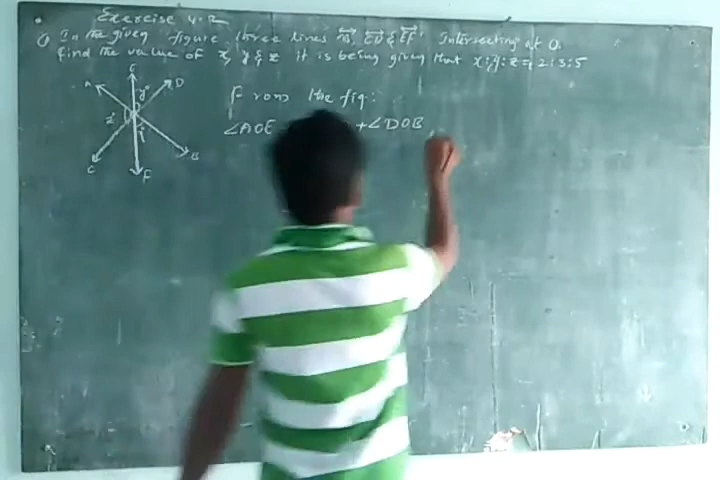 Exercise 4.2
Q In the given figure three lines AB, CD & EF Intersecting at O.
find the value of x, y & z it is being given that x:y:z = 2:3:5
E
A D
y°
z°
C B
F
From the fig:
∠AOE +∠DOB